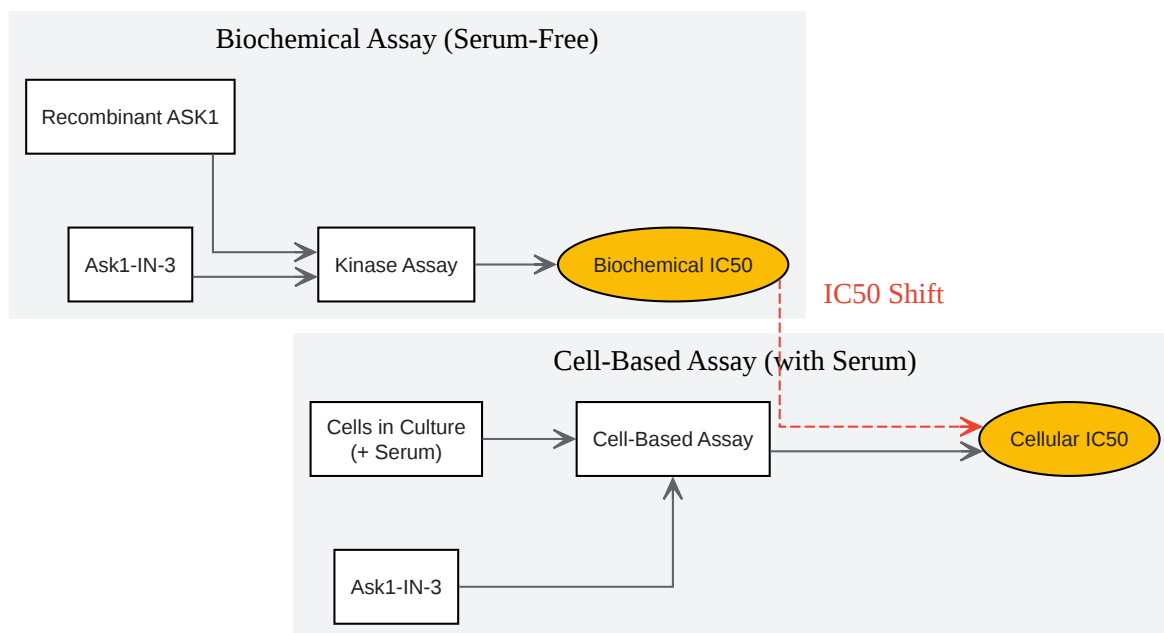 Biochemical Assay (Serum-Free)
Recombinant ASK1
Ask1-IN-3
Kinase Assay
Biochemical IC50
IC50 Shift
Cell-Based Assay (with Serum)
Cells in Culture
(+ Serum)
Cell-Based Assay
Cellular IC50
Ask1-IN-3